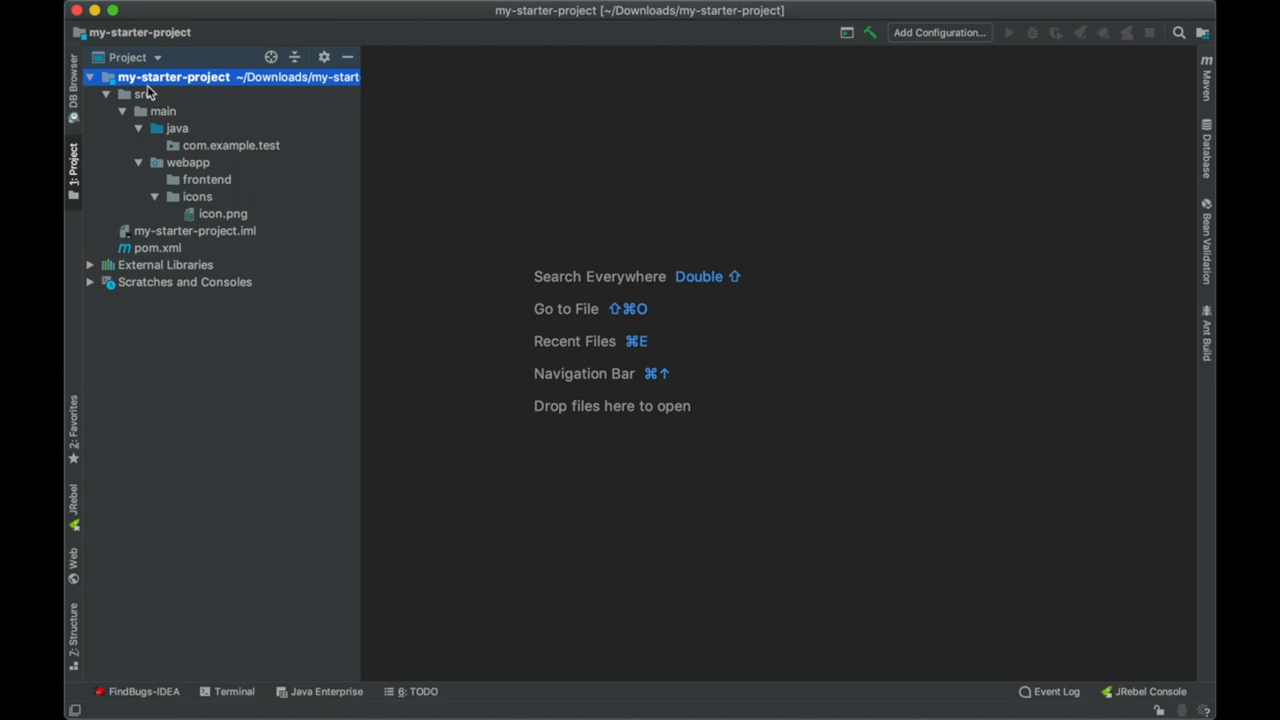 my-starter-project [~/Downloads/my-starter-project]
my-starter-project
Add Configuration...
Project
my-starter-project ~/Downloads/my-start
main
java
com.example.test
webapp
frontend
icons
icon.png
my-starter-project.iml
pom.xml
External Libraries
Scratches and Consoles
DB Browser
1: Project
2: Favorites
JRebel
Web
7: Structure
Search Everywhere Double ⇧
Go to File ⇧⌘O
Recent Files ⌘E
Navigation Bar ⌘↑
Drop files here to open
m
Maven
Database
Bean Validation
Ant Build
FindBugs-IDEA
Terminal
Java Enterprise
6: TODO
Event Log
JRebel Console